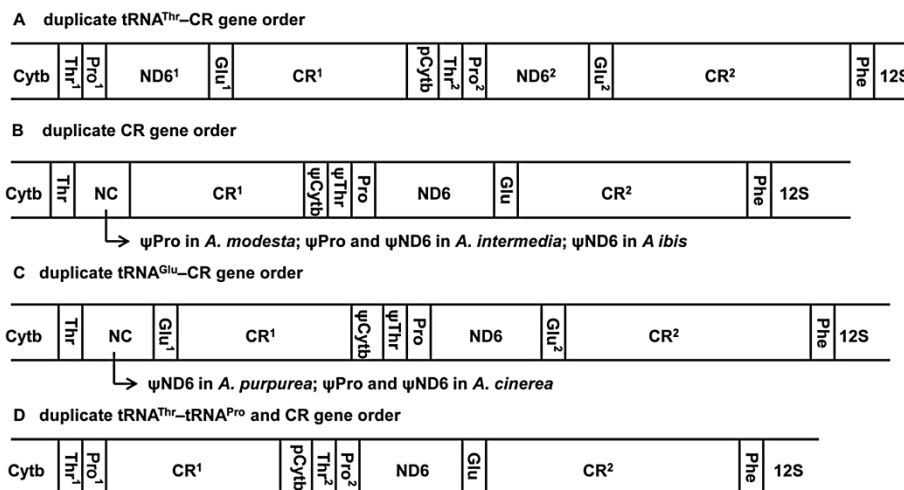 A duplicate tRNAᵀʰʳ–CR gene order
Cytb Thr¹ Pro¹ ND6¹ Glu¹ CR¹ pCytb Thr² Pro² ND6² Glu² CR² Phe 12S
B duplicate CR gene order
Cytb Thr NC CR¹ ψCytb ψThr Pro ND6 Glu CR² Phe 12S
ψPro in A. modesta; ψPro and ψND6 in A. intermedia; ψND6 in A ibis
C duplicate tRNAᴳˡᵘ–CR gene order
Cytb Thr NC Glu¹ CR¹ ψCytb ψThr Pro ND6 Glu² CR² Phe 12S
ψND6 in A. purpurea; ψPro and ψND6 in A. cinerea
D duplicate tRNAᵀʰʳ–tRNAᴾʳᵒ and CR gene order
Cytb Thr¹ Pro¹ CR¹ pCytb Thr² Pro² ND6 Glu CR² Phe 12S